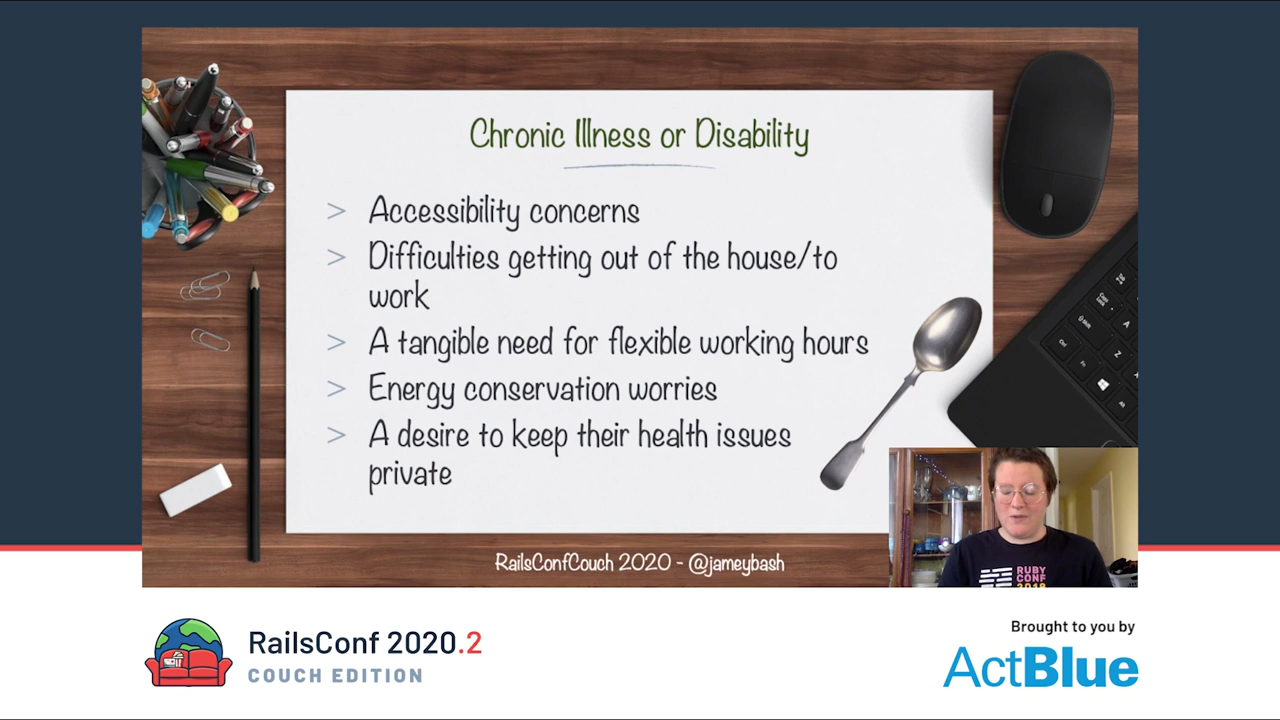 Chronic Illness or Disability
> Accessibility concerns
> Difficulties getting out of the house/to
work
> A tangible need for flexible working hours
> Energy conservation worries
> A desire to keep their health issues
private
RailsConfCouch 2020 - @jameybash
RUBY
CONF
RailsConf 2020.2
COUCH EDITION
Brought to you by
ActBlue